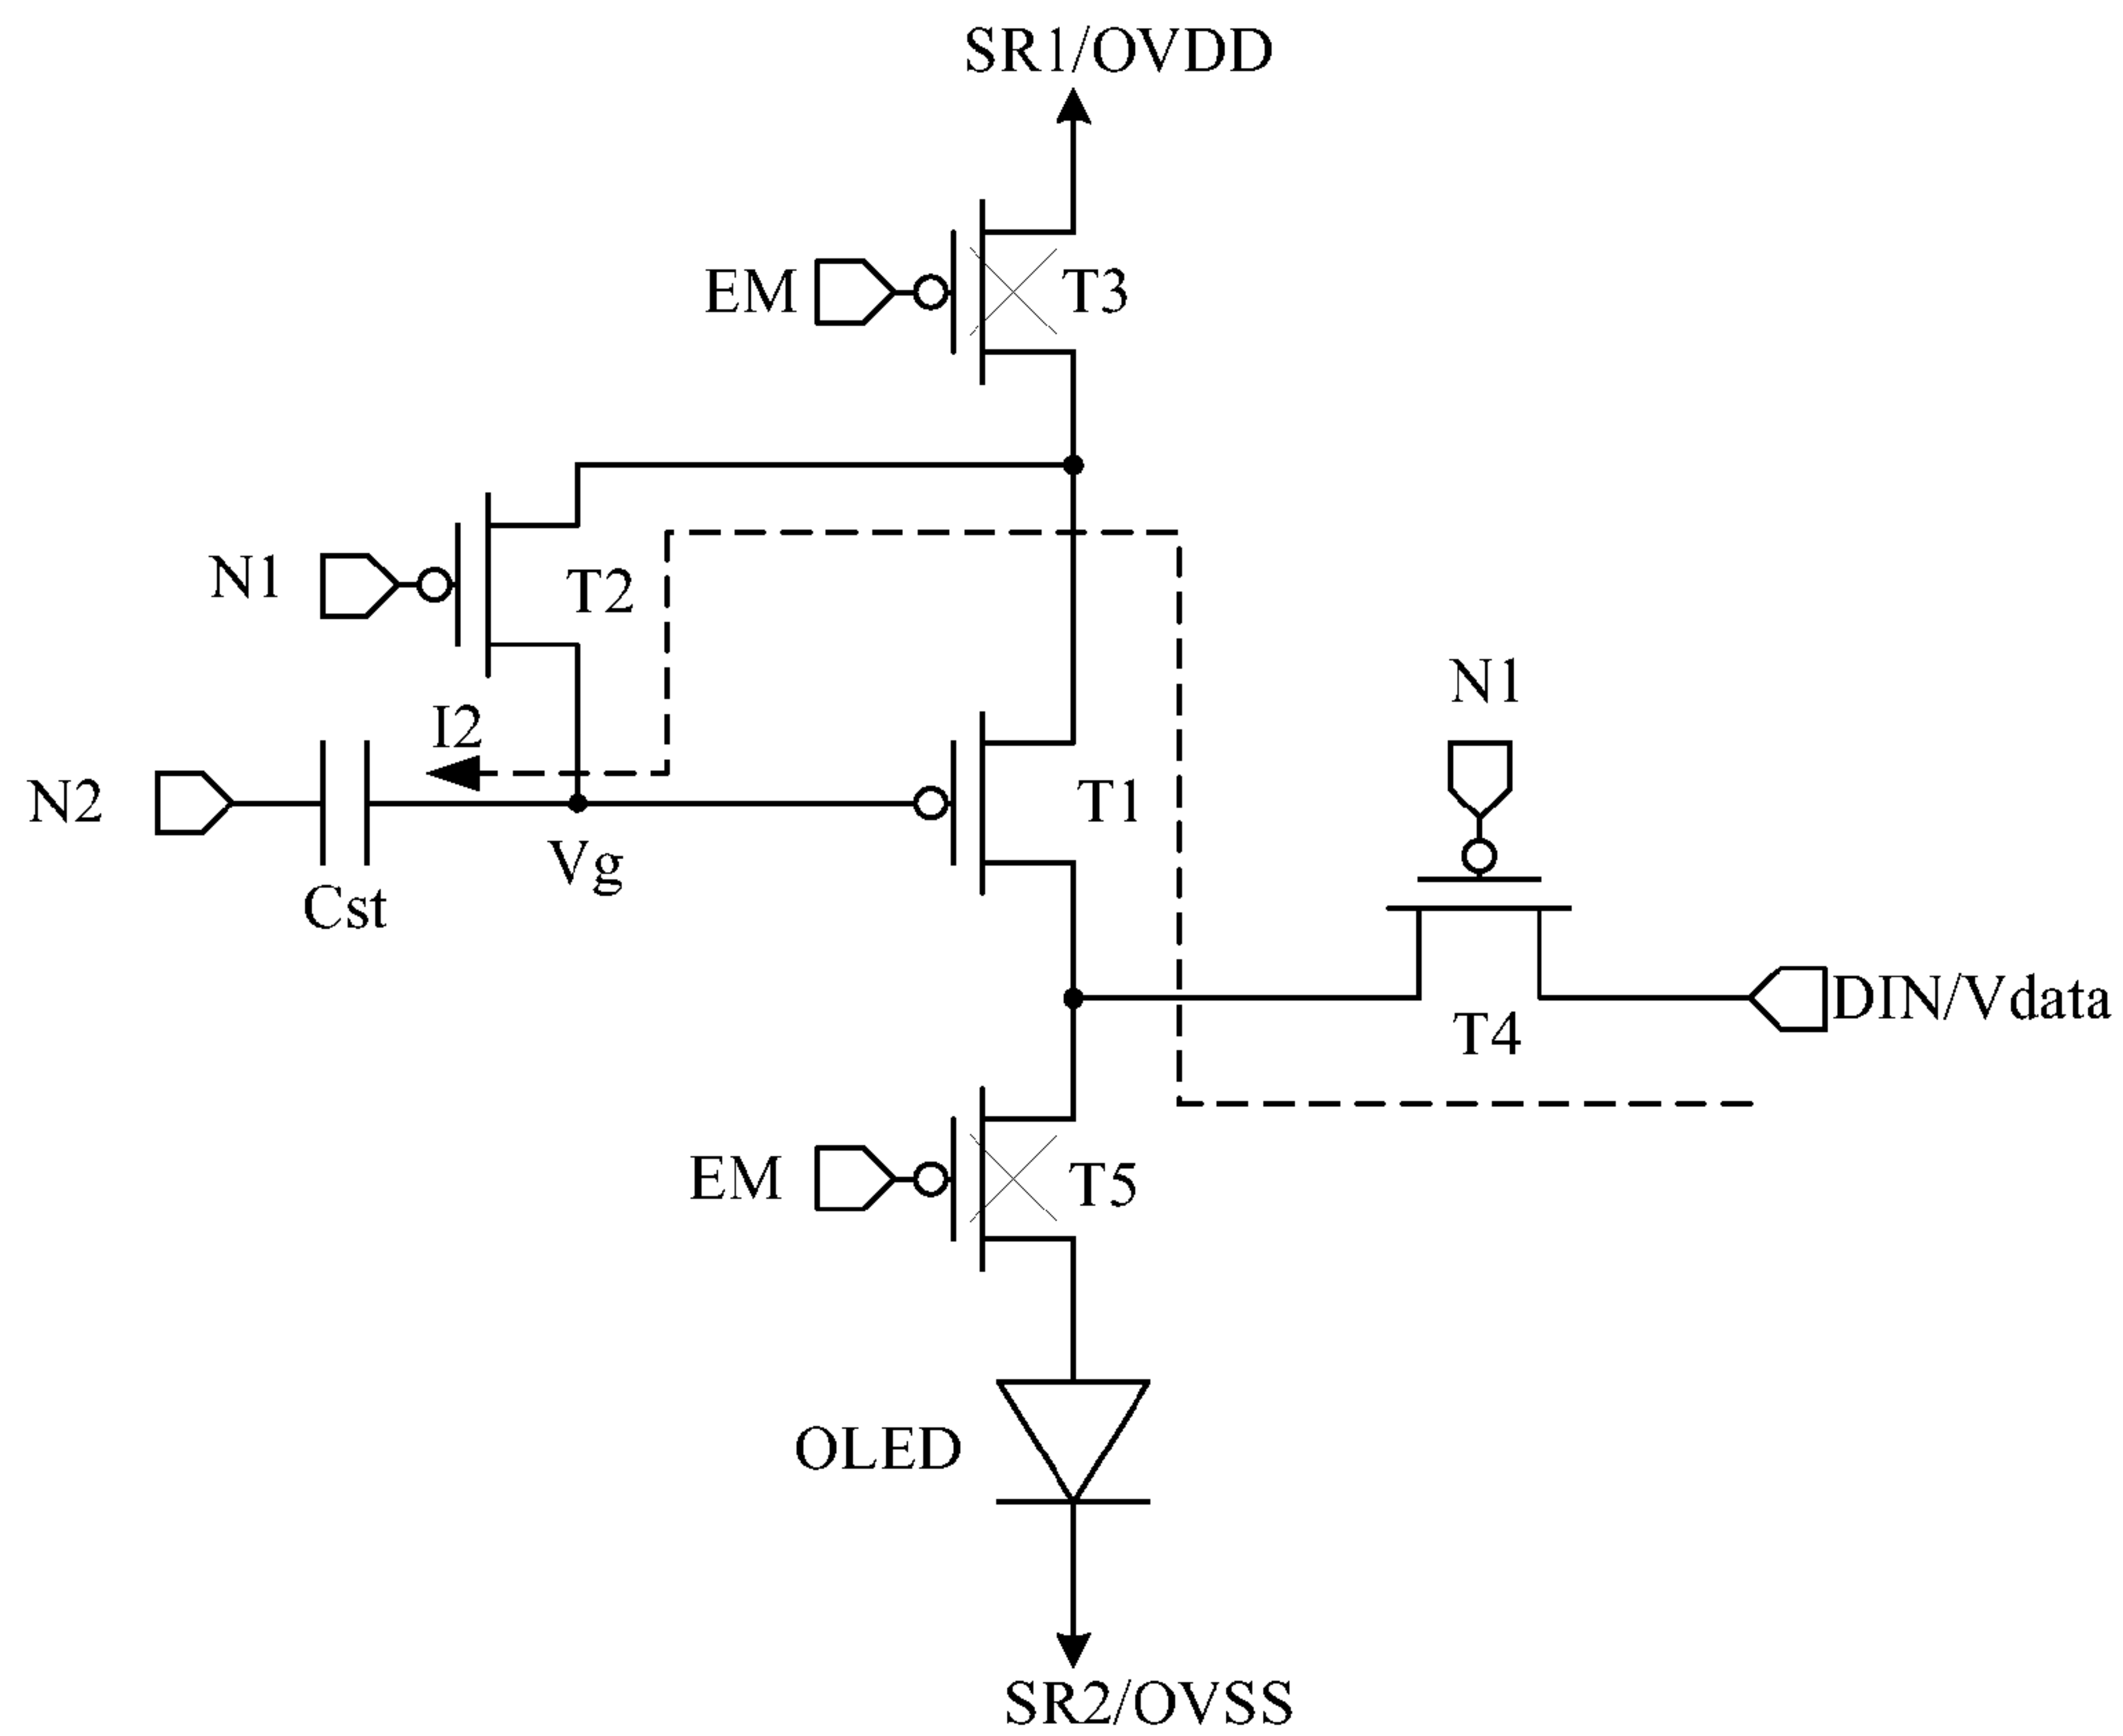 SR1/OVDD
EM
T3
N1
T2
N1
I2
N2
T1
Vg
Cst
DIN/Vdata
T4
EM
T5
OLED
SR2/OVSS